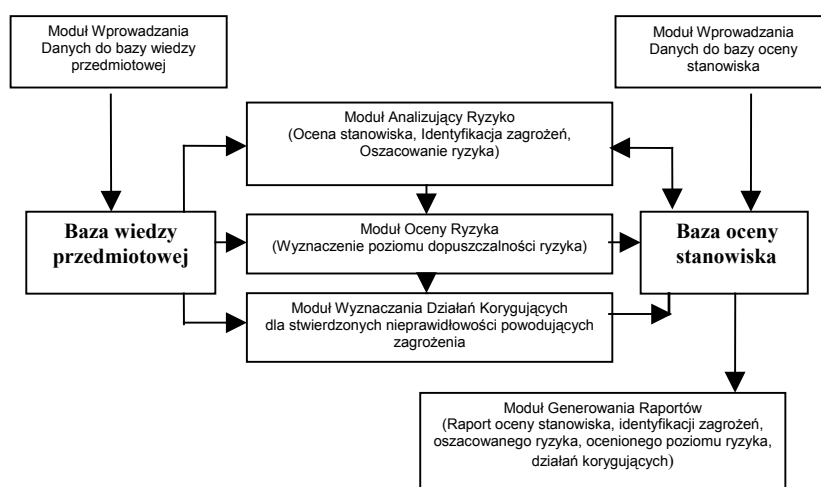 Moduł Wprowadzania
Danych do bazy wiedzy
przedmiotowej
Moduł Wprowadzania
Danych do bazy oceny
stanowiska
Moduł Analizujący Ryzyko
(Ocena stanowiska, Identyfikacja zagrożeń,
Oszacowanie ryzyka)
Baza wiedzy
przedmiotowej
Moduł Oceny Ryzyka
(Wyznaczenie poziomu dopuszczalności ryzyka)
Baza oceny
stanowiska
Moduł Wyznaczania Działań Korygujących
dla stwierdzonych nieprawidłowości powodujących
zagrożenia
Moduł Generowania Raportów
(Raport oceny stanowiska, identyfikacji zagrożeń,
oszacowanego ryzyka, ocenionego poziomu ryzyka,
działań korygujących)